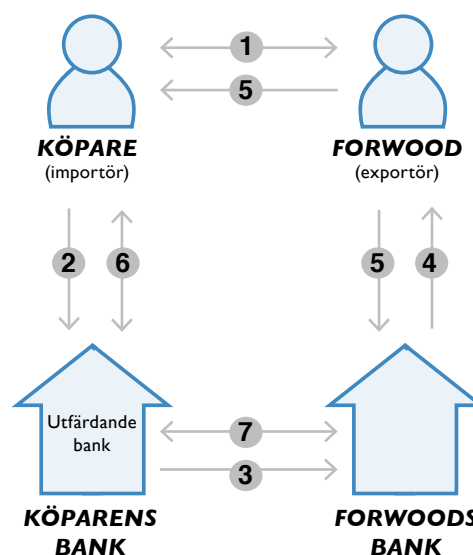 1
5
KÖPARE
(importör)
FORWOOD
(exportör)
2
6
5
4
Utfärdande
bank
7
3
KÖPARENS
BANK
FORWOODS
BANK